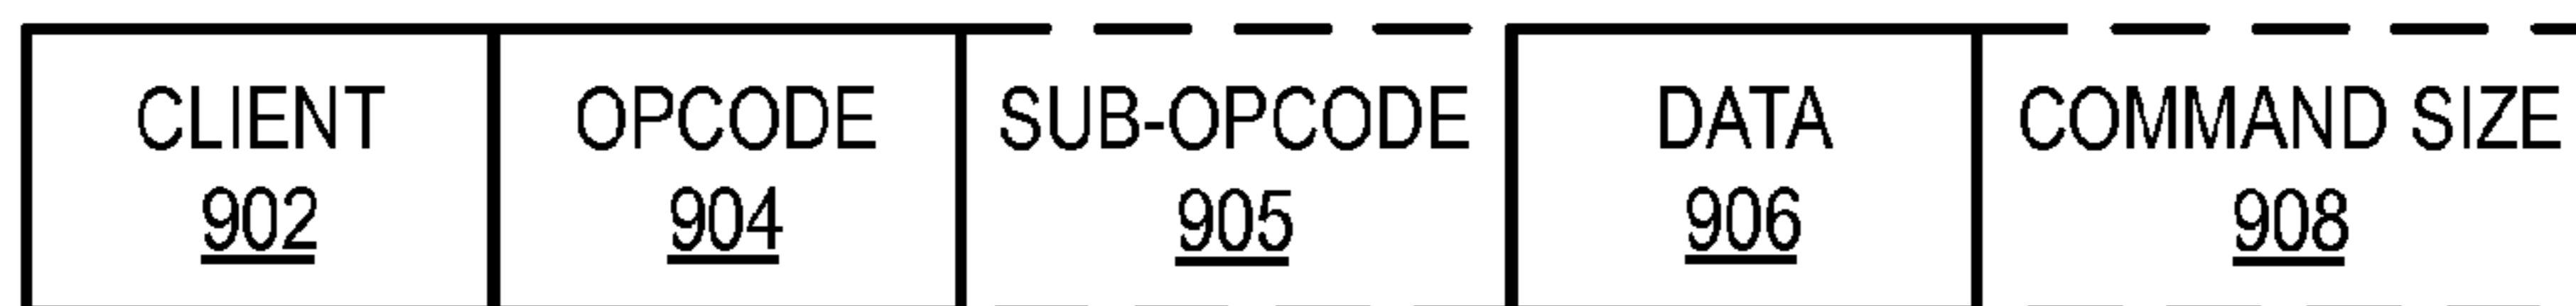 CLIENT
902
OPCODE
904
SUB-OPCODE
905
DATA
906
COMMAND SIZE
908